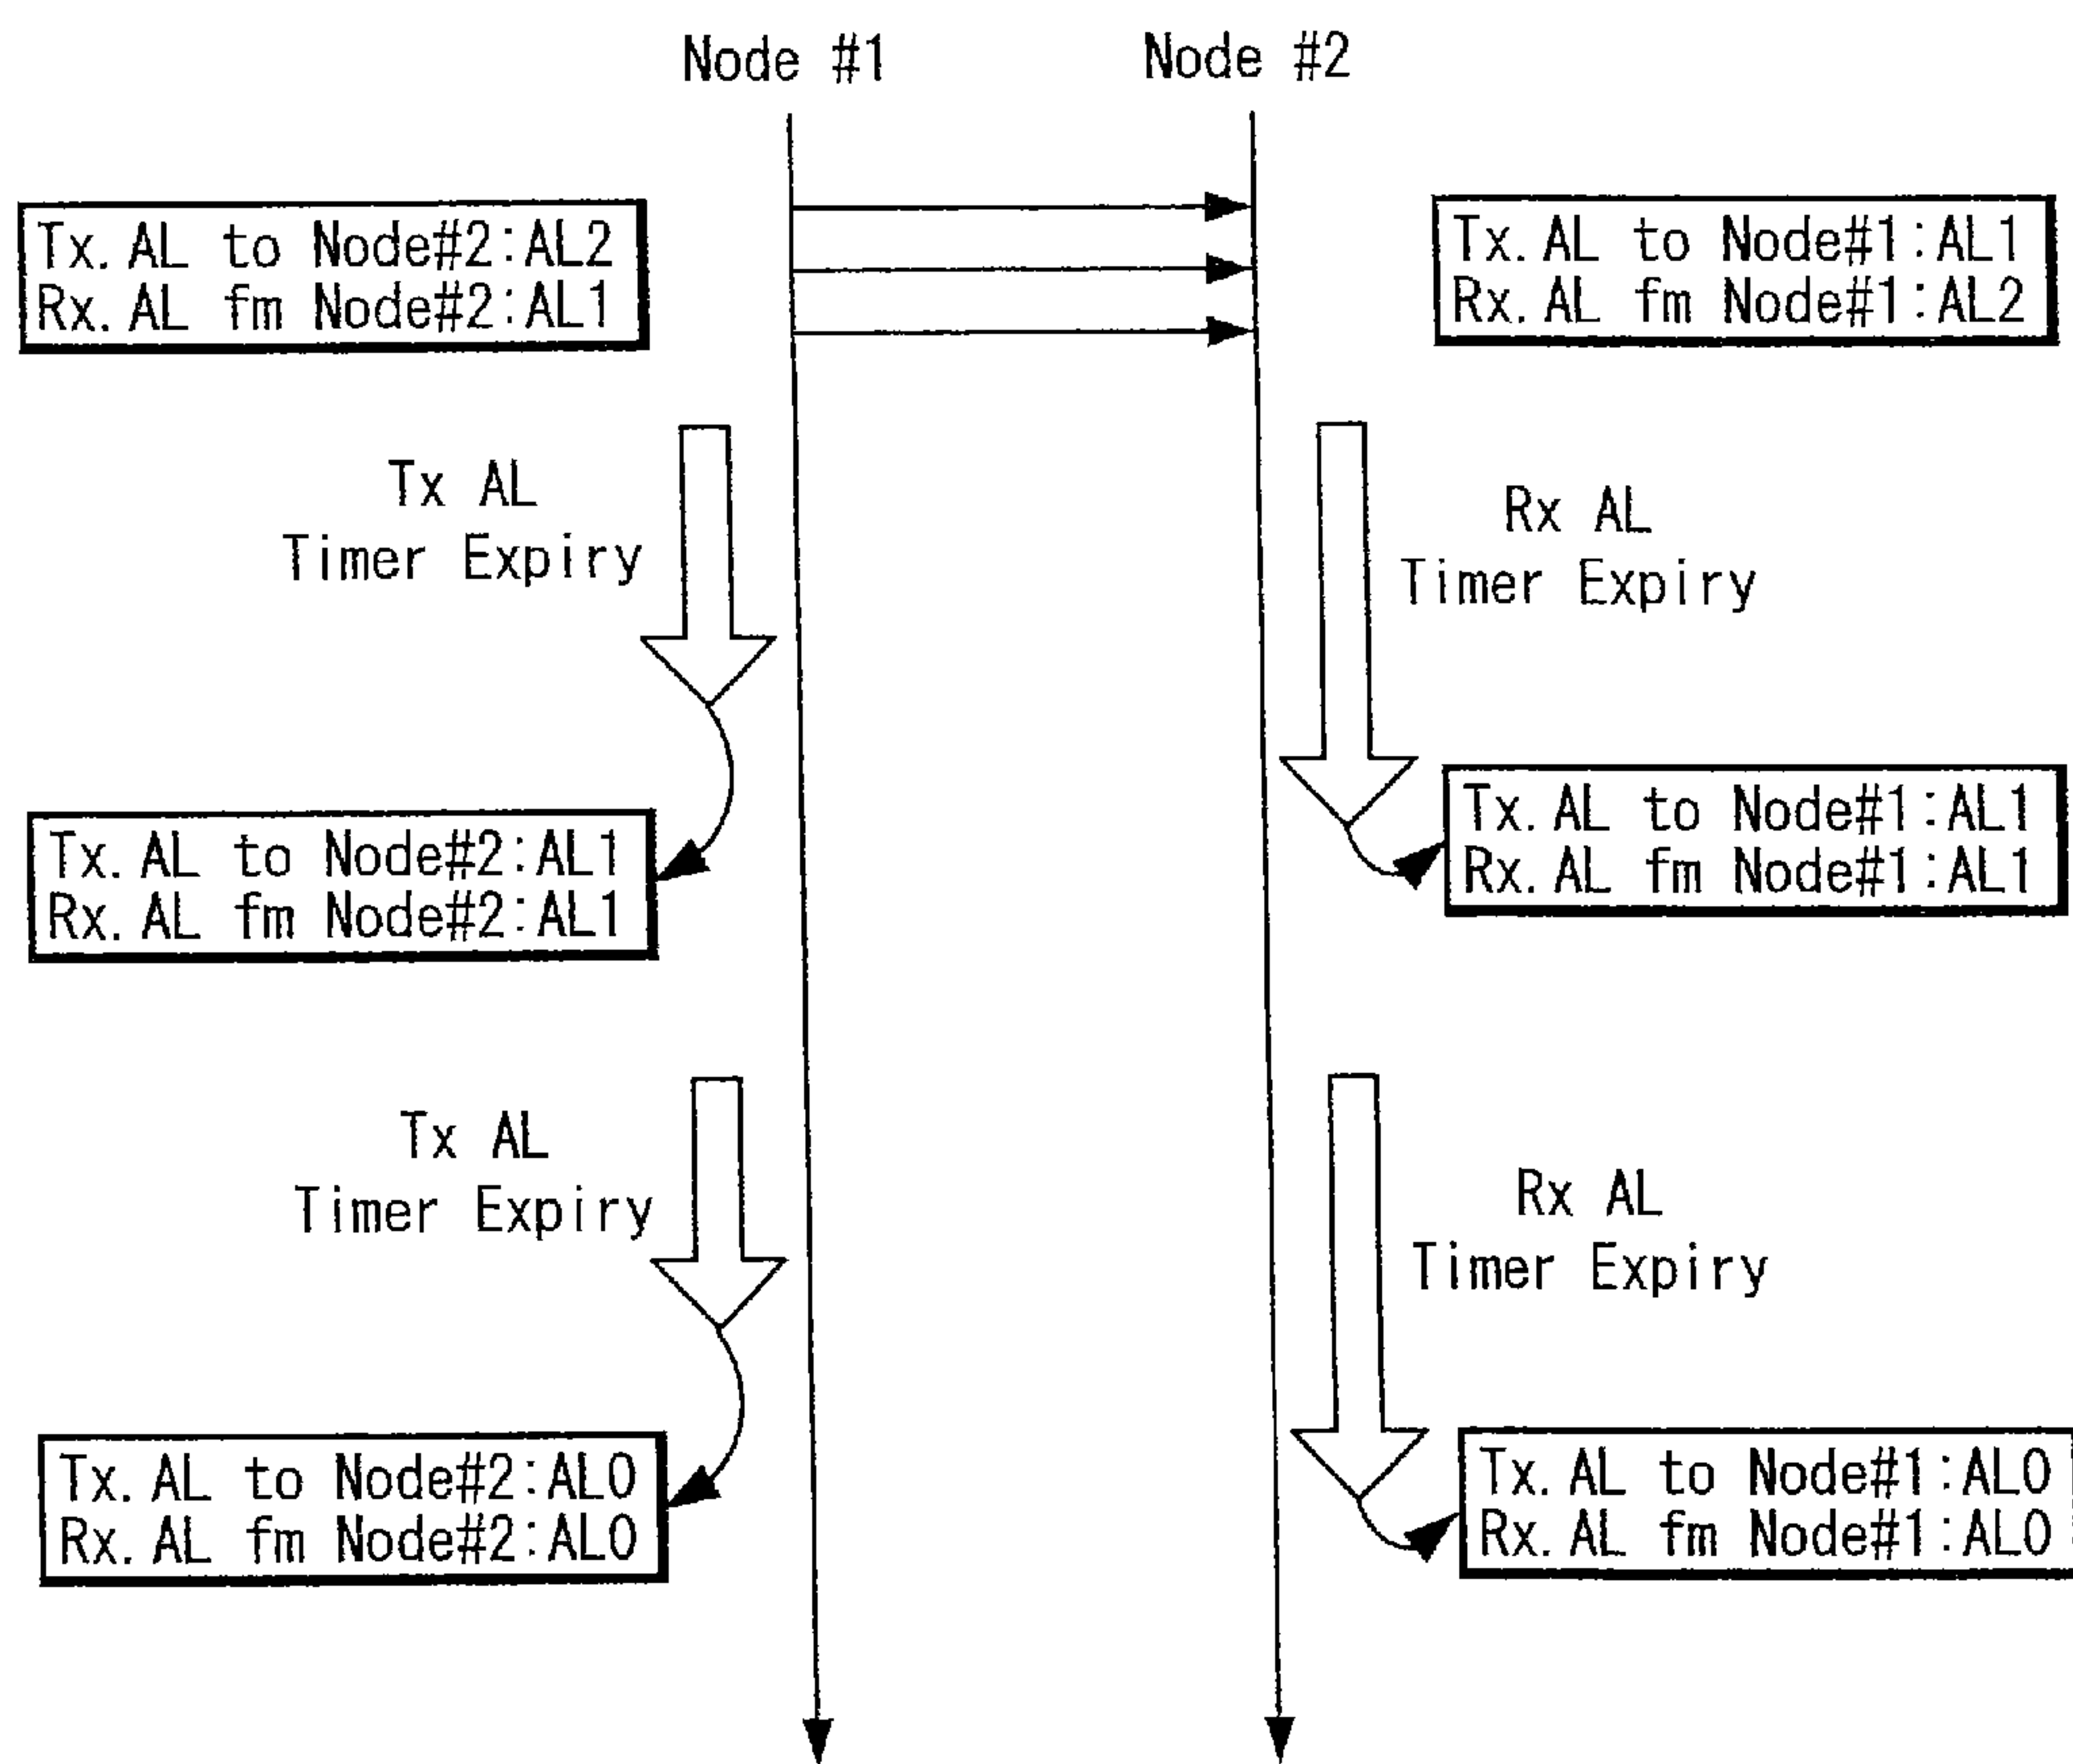 Node #1
Node #2
Tx. AL to Node#2:AL2
Rx. AL fm Node#2:AL1
Tx. AL to Node#1:AL1
Rx. AL fm Node#1:AL2
Tx AL
Timer Expiry
Rx AL
Timer Expiry
Tx. AL to Node#2:AL1
Rx. AL fm Node#2:AL1
Tx. AL to Node#1:AL1
Rx. AL fm Node#1:AL1
Tx AL
Timer Expiry
Rx AL
Timer Expiry
Tx. AL to Node#2:AL0
Rx. AL fm Node#2:AL0
Tx. AL to Node#1:AL0
Rx. AL fm Node#1:AL0